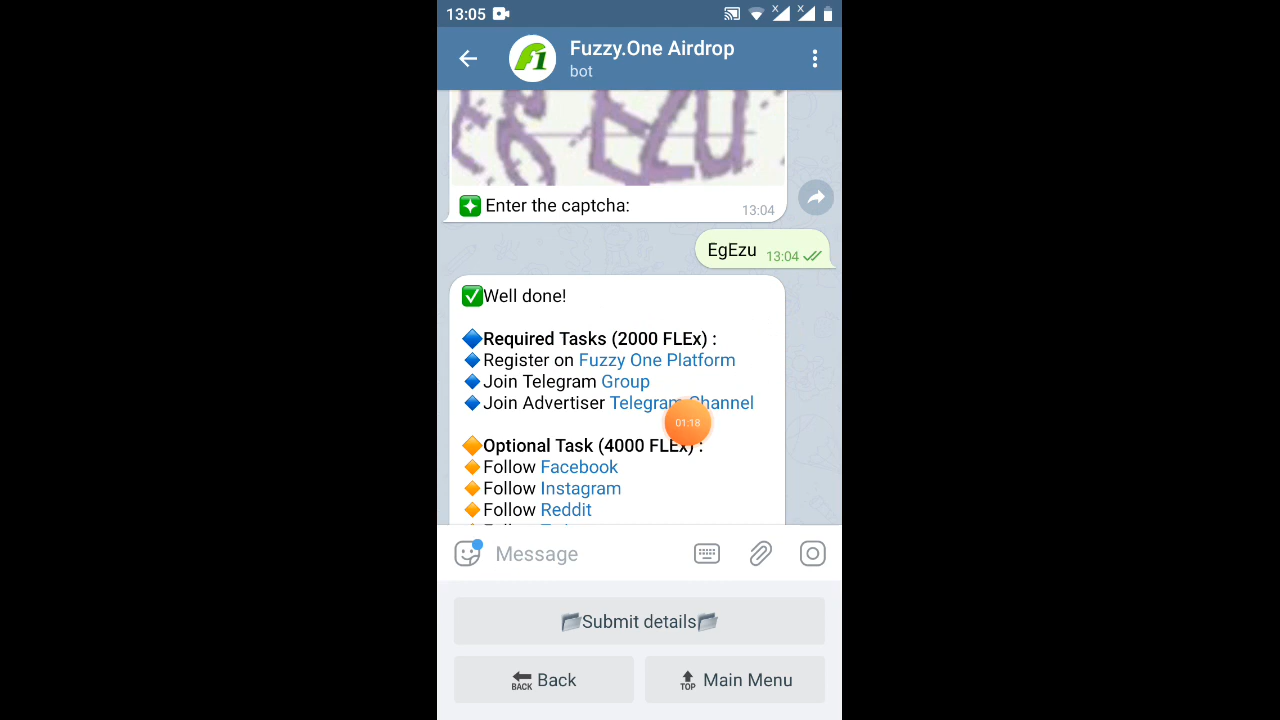 13:05
Fuzzy.One Airdrop
bot
Enter the captcha:
13:04
EgEzu 13:04
Well done!
Required Tasks (2000 FLEx) :
Register on Fuzzy One Platform
Join Telegram Group
Join Advertiser Telegram Channel
01:18
Optional Task (4000 FLEx) :
Follow Facebook
Follow Instagram
Follow Reddit
Message
Submit details
BACK Back
TOP Main Menu